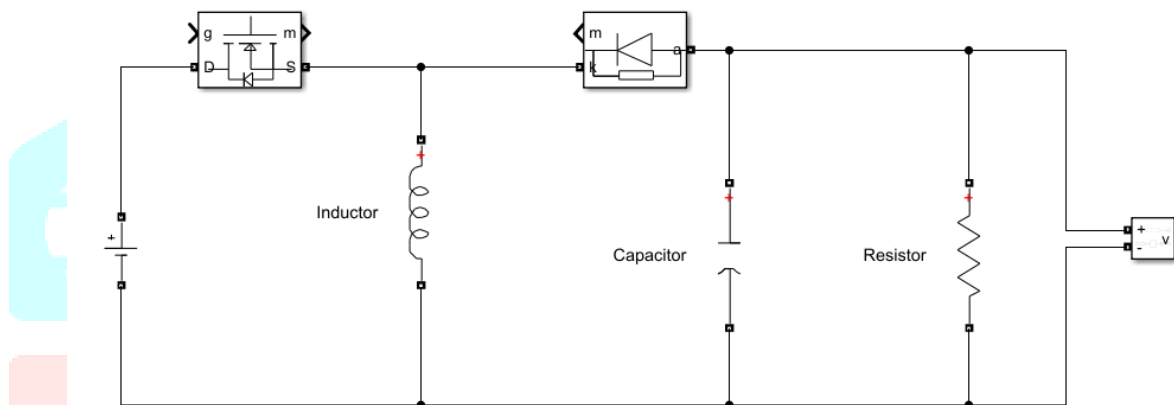 g m
D S
m
a
k
+
+
+
+
Inductor
Capacitor
Resistor
+
-
v